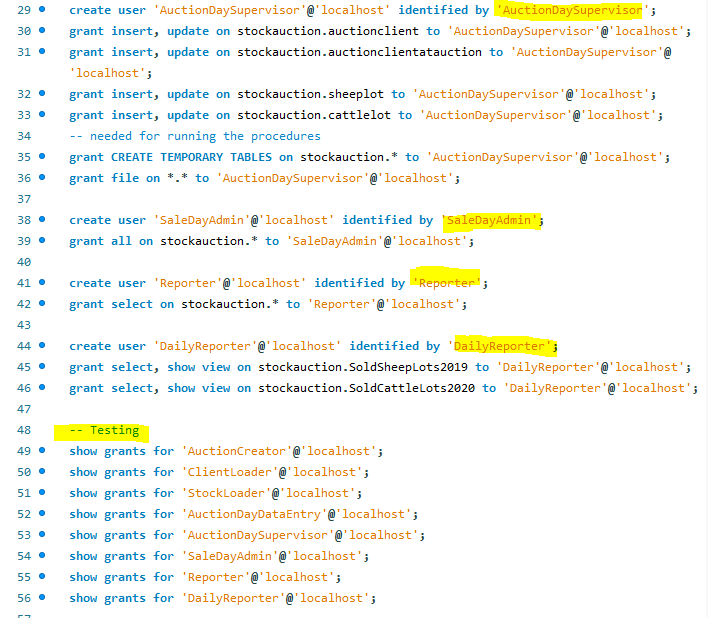 29 create user 'AuctionDaySupervisor'@'localhost' identified by 'AuctionDaySupervisor';
30 grant insert, update on stockauction.auctionclient to 'AuctionDaySupervisor'@'localhost';
31 grant insert, update on stockauction.auctionclientatauction to 'AuctionDaySupervisor'@
'localhost';
32 grant insert, update on stockauction.sheeplot to 'AuctionDaySupervisor'@'localhost';
33 grant insert, update on stockauction.cattlelot to 'AuctionDaySupervisor'@'localhost';
34 -- needed for running the procedures
35 grant CREATE TEMPORARY TABLES on stockauction.* to 'AuctionDaySupervisor'@'localhost';
36 grant file on *.* to 'AuctionDaySupervisor'@'localhost';
37
38 create user 'SaleDayAdmin'@'localhost' identified by 'SaleDayAdmin';
39 grant all on stockauction.* to 'SaleDayAdmin'@'localhost';
40
41 create user 'Reporter'@'localhost' identified by 'Reporter';
42 grant select on stockauction.* to 'Reporter'@'localhost';
43
44 create user 'DailyReporter'@'localhost' identified by 'DailyReporter';
45 grant select, show view on stockauction.SoldSheepLots2019 to 'DailyReporter'@'localhost';
46 grant select, show view on stockauction.SoldCattleLots2020 to 'DailyReporter'@'localhost';
47
48 -- Testing
49 show grants for 'AuctionCreator'@'localhost';
50 show grants for 'ClientLoader'@'localhost';
51 show grants for 'StockLoader'@'localhost';
52 show grants for 'AuctionDayDataEntry'@'localhost';
53 show grants for 'AuctionDaySupervisor'@'localhost';
54 show grants for 'SaleDayAdmin'@'localhost';
55 show grants for 'Reporter'@'localhost';
56 show grants for 'DailyReporter'@'localhost';